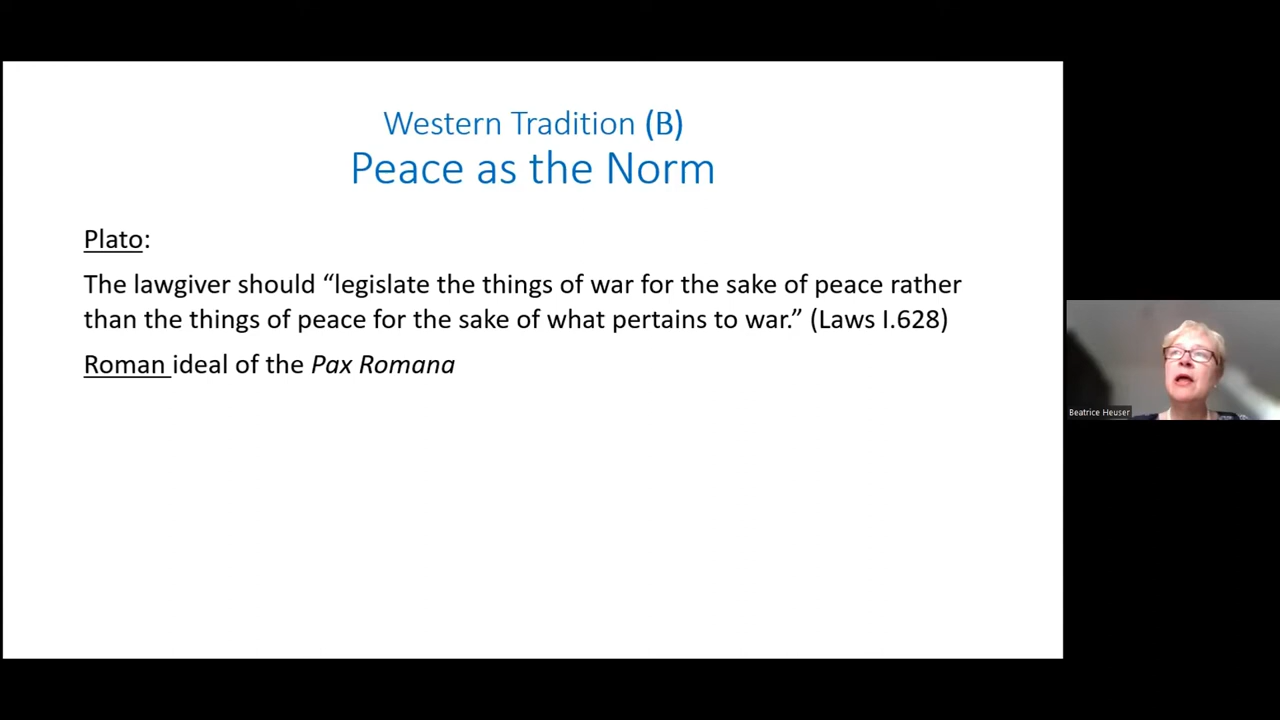 Western Tradition (B)
Peace as the Norm
Plato:
The lawgiver should “legislate the things of war for the sake of peace rather
than the things of peace for the sake of what pertains to war.” (Laws I.628)
Roman ideal of the Pax Romana
Beatrice Heuser